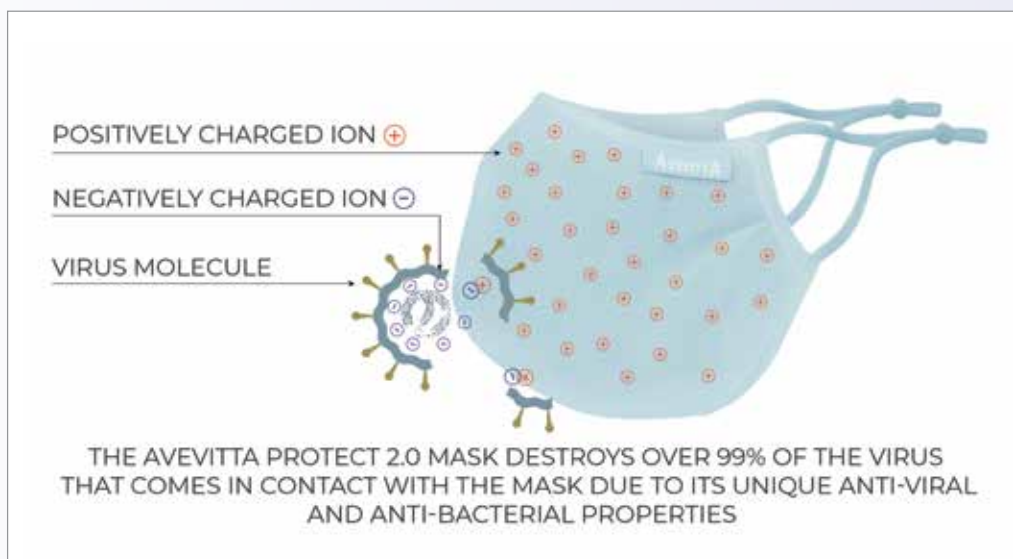 POSITIVELY CHARGED ION
NEGATIVELY CHARGED ION
VIRUS MOLECULE
THE AVEVITTA PROTECT 2.0 MASK DESTROYS OVER 99% OF THE VIRUS
THAT COMES IN CONTACT WITH THE MASK DUE TO ITS UNIQUE ANTI-VIRAL
AND ANTI-BACTERIAL PROPERTIES